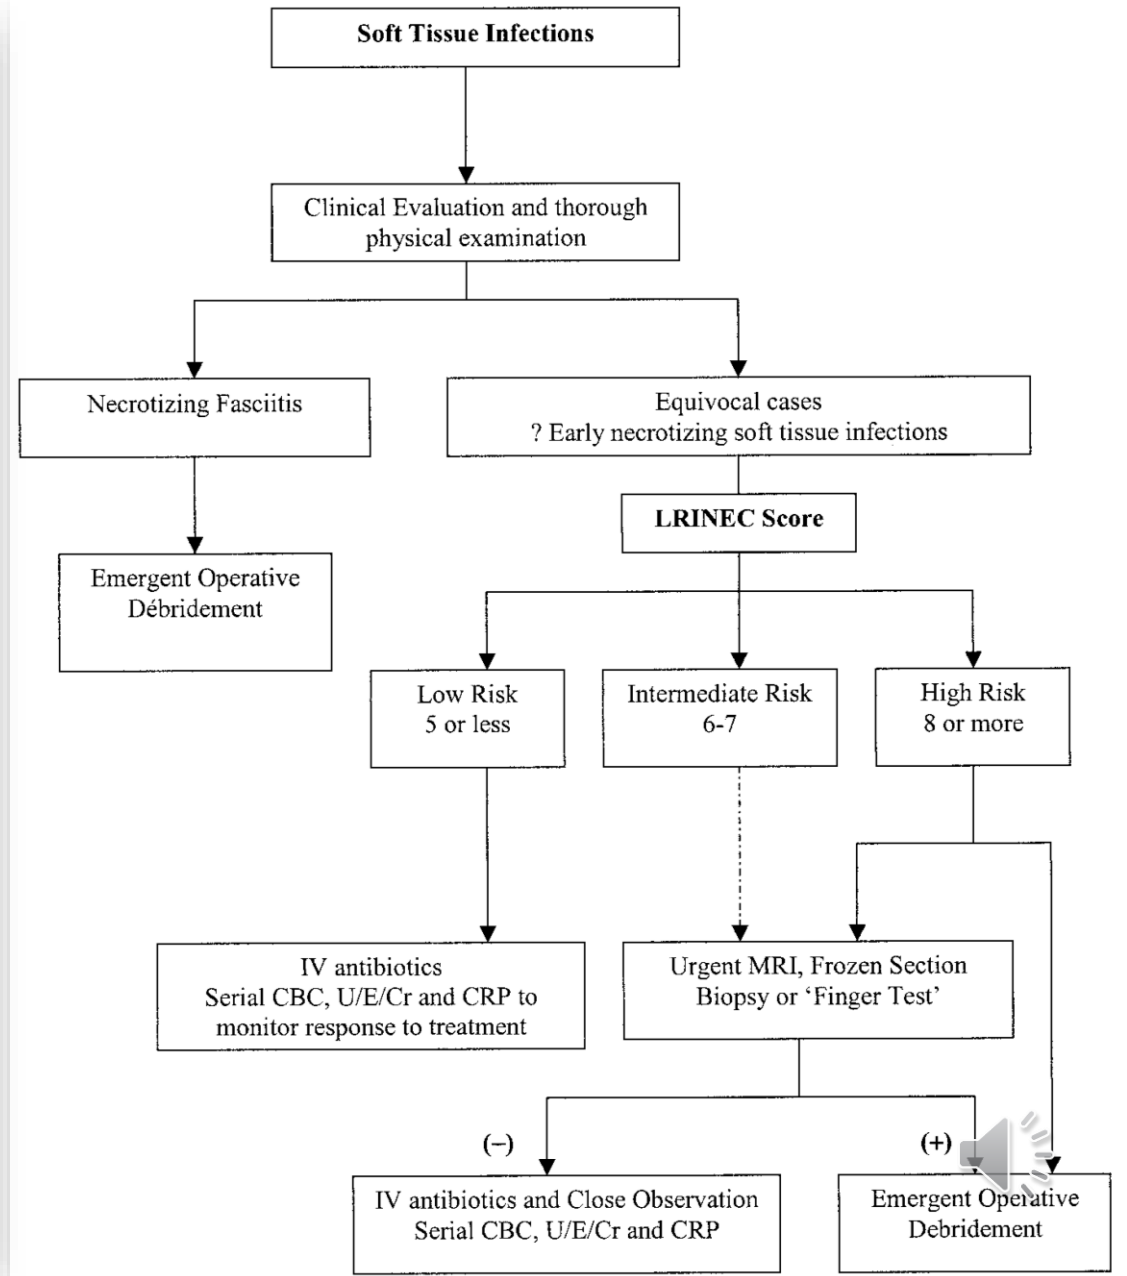 Soft Tissue Infections
Clinical Evaluation and thorough
physical examination
Necrotizing Fasciitis
Equivocal cases
? Early necrotizing soft tissue infections
LRINEC Score
Emergent Operative
Débridement
Low Risk
5 or less
Intermediate Risk
6-7
High Risk
8 or more
IV antibiotics
Serial CBC, U/E/Cr and CRP to
monitor response to treatment
Urgent MRI, Frozen Section
Biopsy or ‘Finger Test’
(–)
(+)
IV antibiotics and Close Observation
Serial CBC, U/E/Cr and CRP
Emergent Operative
Debridement